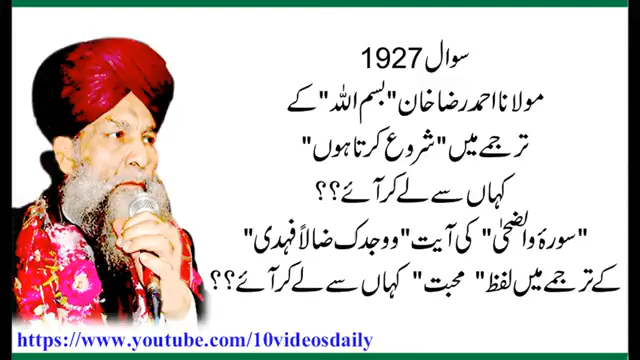 سوال 1927
مولانا احمد رضا خان "بسم اللہ" کے
ترجمے میں "شروع کرتا ہوں"
کہاں سے لے کر آئے ؟؟
"سورۂ والضحیٰ" کی آیت "ووجدک ضالاً فہدی"
کے ترجمے میں لفظ "محبت" کہاں سے لے کر آئے ؟؟
https://www.youtube.com/10videosdaily